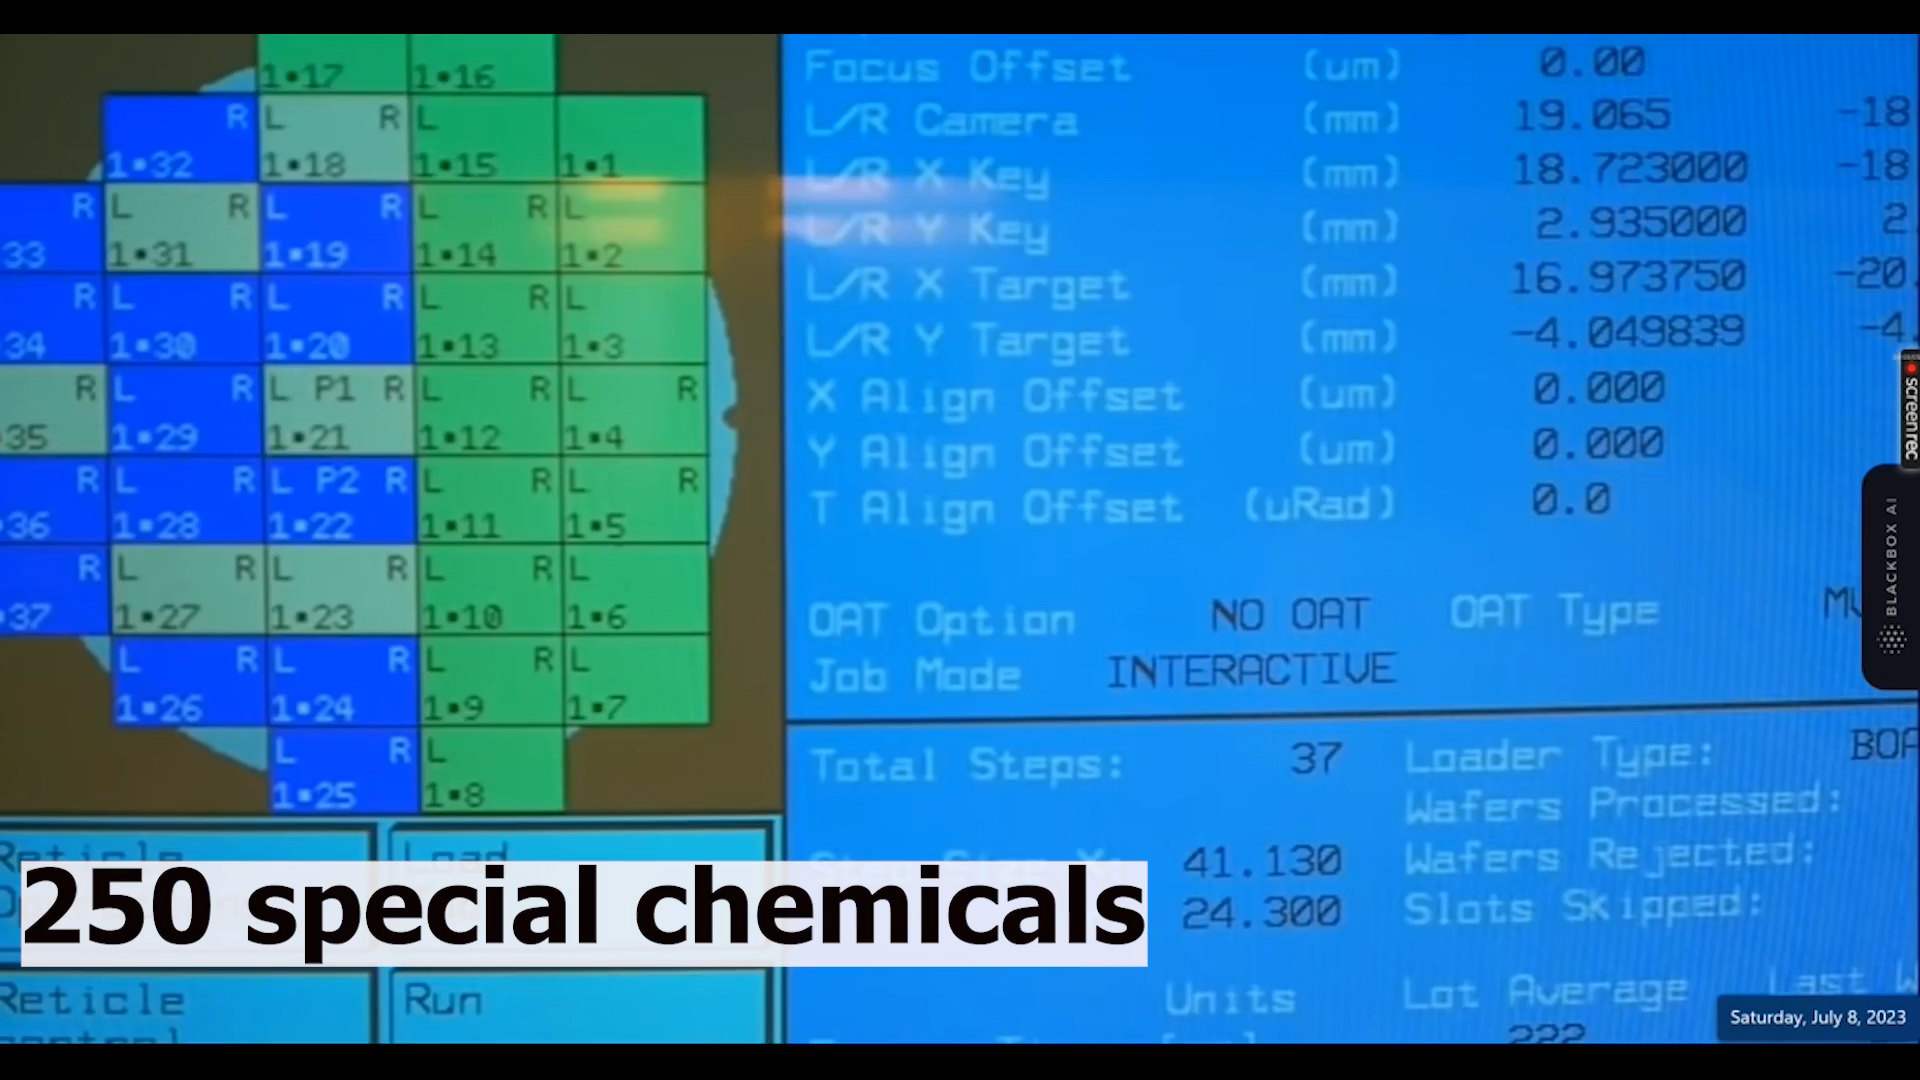 1▪17 1▪16
R L R L
1▪32 1▪18 1▪15 1▪1
R L R L R L R L
33 1▪31 1▪19 1▪14 1▪2
R L R L R L R L
34 1▪30 1▪20 1▪13 1▪3
R L R L P1 R L L R
35 1▪29 1▪21 1▪12 1▪4
R L R L P2 R L R L R
36 1▪28 1▪22 1▪11 1▪5
R L R L R L R L
37 1▪27 1▪23 1▪10 1▪6
L R L R L R L
1▪26 1▪24 1▪9 1▪7
L R L
1▪25 1▪8
Reticle Load
Reticle Run
control
Focus Offset (um) 0.00
L/R Camera (mm) 19.065 -18
L/R X Key (mm) 18.723000 -18
L/R Y Key (mm) 2.935000 2.
L/R X Target (mm) 16.973750 -20.
L/R Y Target (mm) -4.049839 -4.
X Align Offset (um) 0.000
Y Align Offset (um) 0.000
T Align Offset (uRad) 0.0
OAT Option NO OAT OAT Type
Job Mode INTERACTIVE
Total Steps: 37 Loader Type:
Wafers Processed:
41.130 Wafers Rejected:
24.300 Slots Skipped:
Units Lot Average Last W
250 special chemicals
screenrec
BLACKBOX AI
Saturday, July 8, 2023